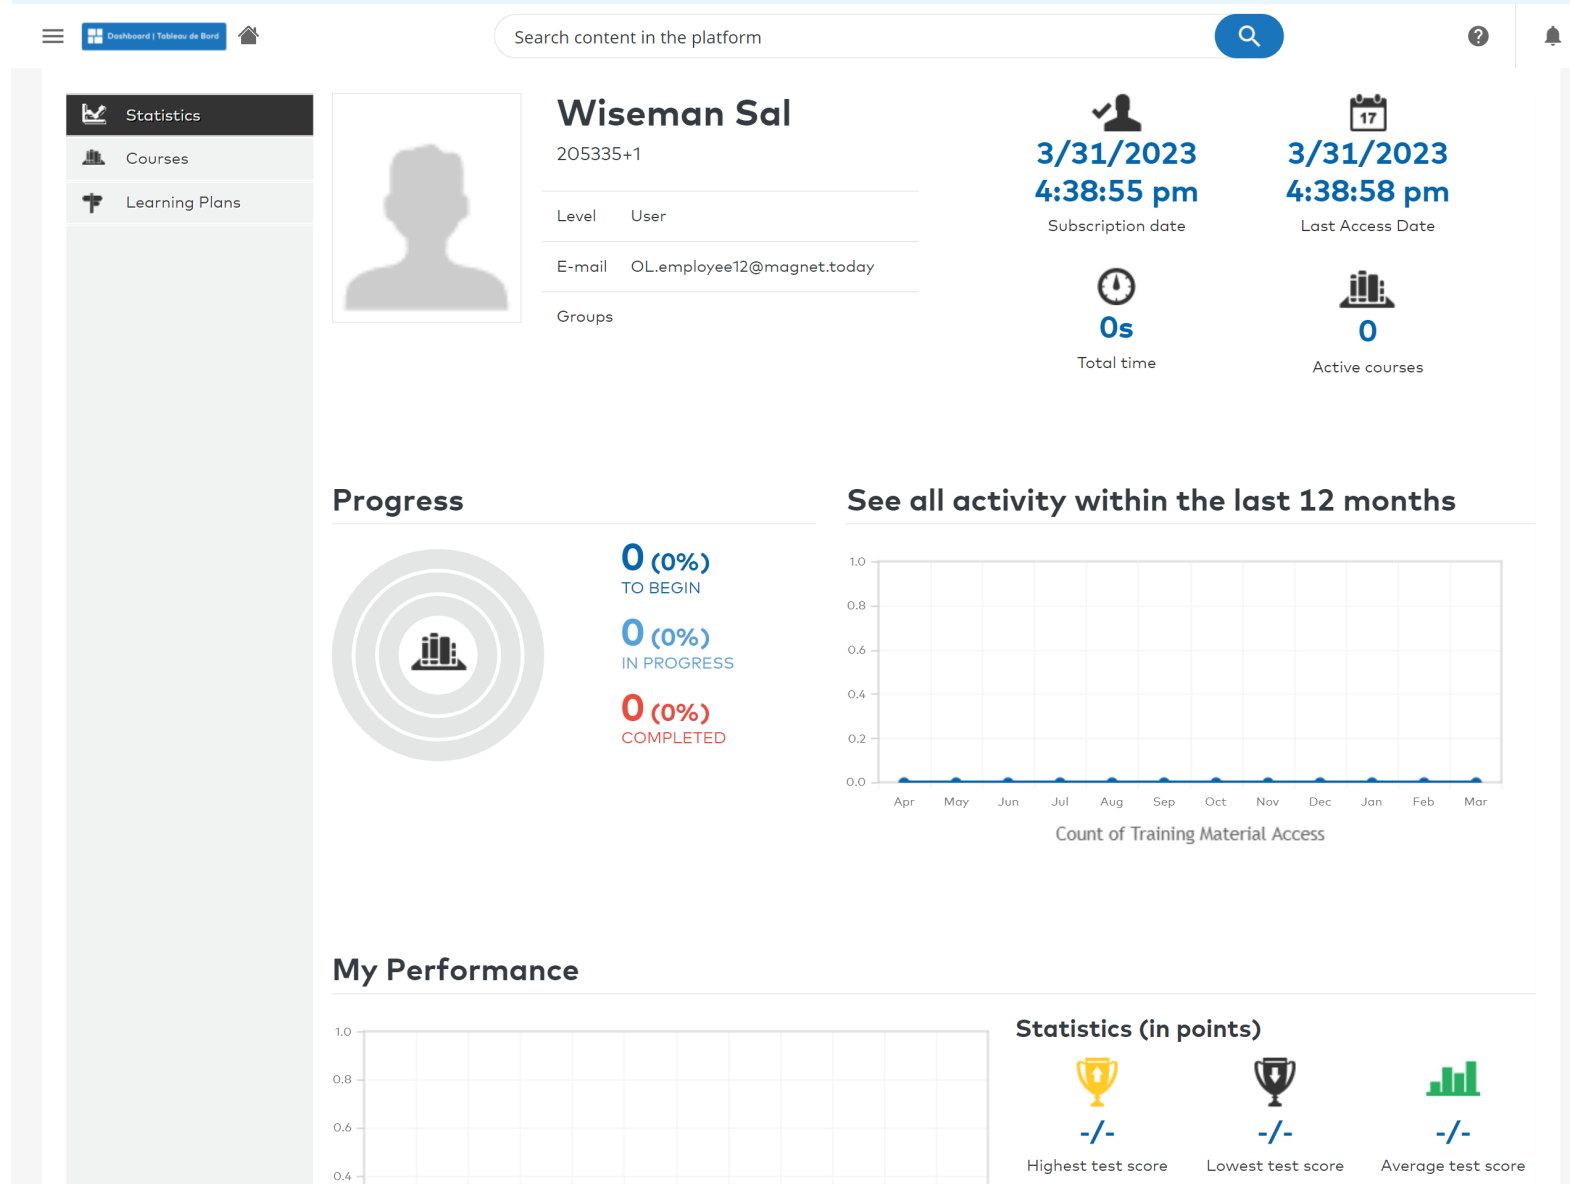 Dashboard | Tableau de Bord
Search content in the platform
Statistics
Courses
Learning Plans
Wiseman Sal
205335+1
Level User
E-mail OL.employee12@magnet.today
Groups
3/31/2023
4:38:55 pm
Subscription date
17
3/31/2023
4:38:58 pm
Last Access Date
0s
Total time
0
Active courses
Progress
0 (0%)
TO BEGIN
0 (0%)
IN PROGRESS
0 (0%)
COMPLETED
See all activity within the last 12 months
1.0
0.8
0.6
0.4
0.2
0.0
Apr May Jun Jul Aug Sep Oct Nov Dec Jan Feb Mar
Count of Training Material Access
My Performance
1.0
0.8
0.6
0.4
Statistics (in points)
-/-
Highest test score
-/-
Lowest test score
-/-
Average test score